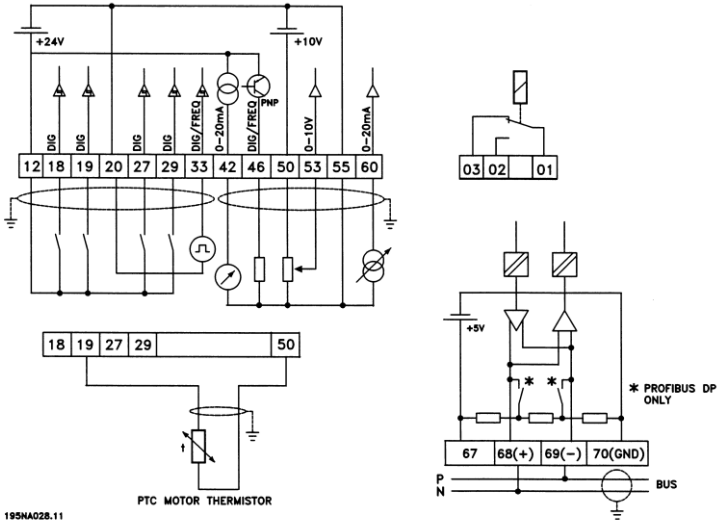 +24V
+10V
DIG
DIG
DIG
DIG
DIG/FREQ
0-20mA
DIG/FREQ
PNP
0-10V
0-20mA
12 18 19 20 27 29 33 42 46 50 53 55 60
03 02 01
18 19 27 29 50
t
PTC MOTOR THERMISTOR
+5V
* *
* PROFIBUS DP
ONLY
67 68(+) 69(-) 70(GND)
P
N
BUS
195NA028.11